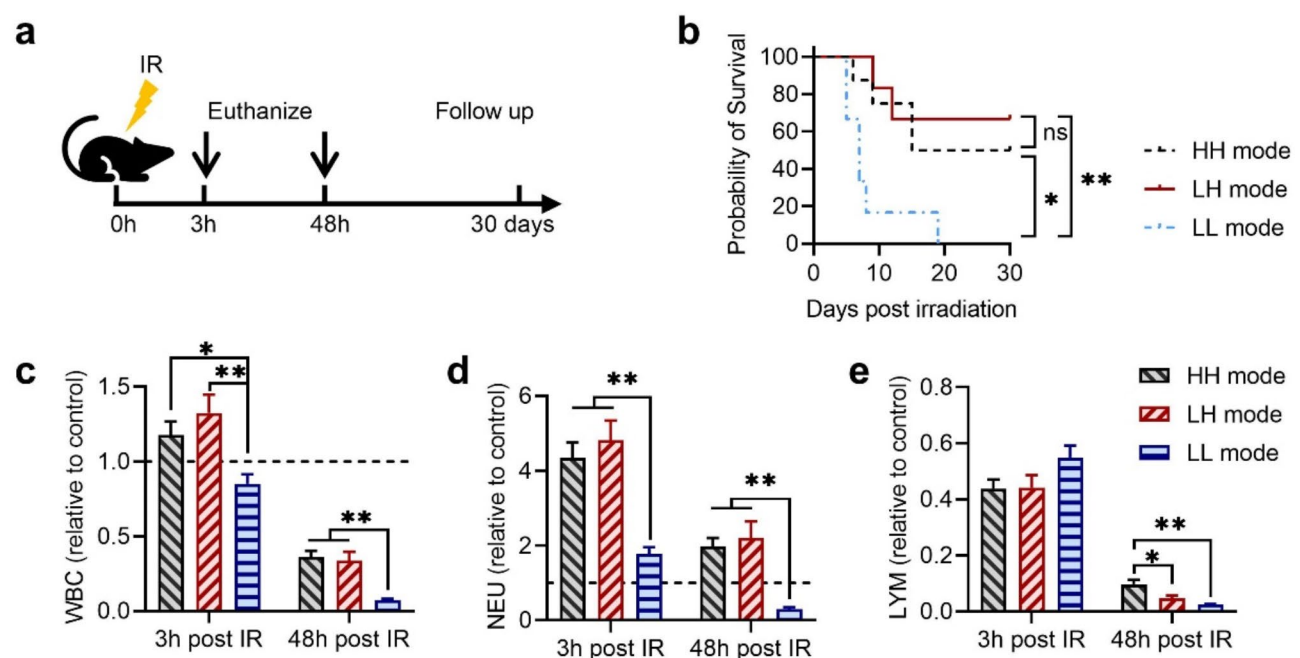 a
IR
Euthanize
Follow up
0h
3h
48h
30 days
b
Probability of Survival
100
80
60
40
20
0
0
10
20
30
Days post irradiation
ns
*
**
HH mode
LH mode
LL mode
c
WBC (relative to control)
1.5
1.0
0.5
0.0
*
**
**
3h post IR
48h post IR
d
NEU (relative to control)
6
4
2
0
**
**
3h post IR
48h post IR
e
LYM (relative to control)
0.8
0.6
0.4
0.2
0.0
**
*
3h post IR
48h post IR
HH mode
LH mode
LL mode